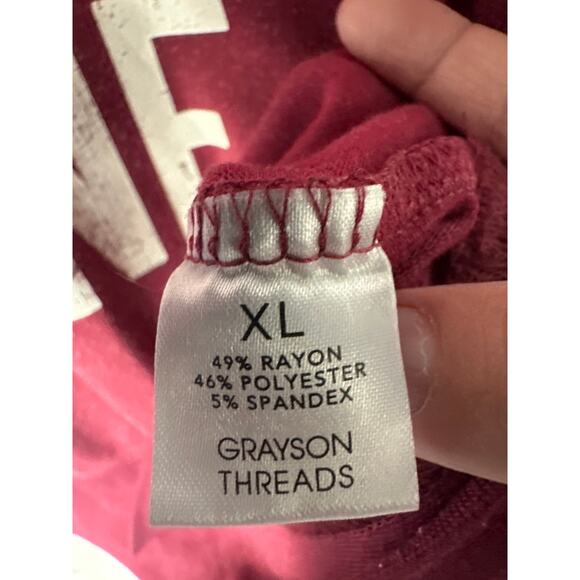 XL
49% RAYON
46% POLYESTER
5% SPANDEX
GRAYSON
THREADS